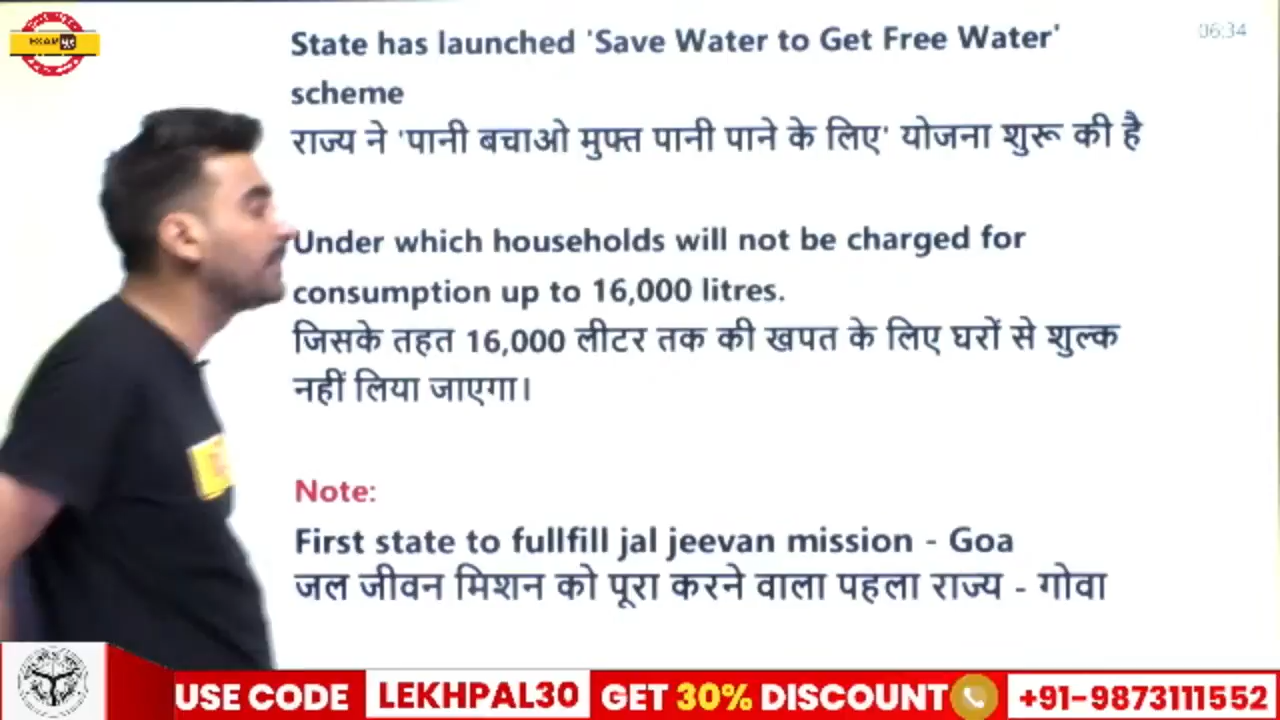 EXAM
06:34
State has launched 'Save Water to Get Free Water'
scheme
राज्य ने 'पानी बचाओ मुफ्त पानी पाने के लिए' योजना शुरू की है
Under which households will not be charged for
consumption up to 16,000 litres.
जिसके तहत 16,000 लीटर तक की खपत के लिए घरों से शुल्क
नहीं लिया जाएगा।
Note:
First state to fullfill jal jeevan mission - Goa
जल जीवन मिशन को पूरा करने वाला पहला राज्य - गोवा
USE CODE LEKHPAL30 GET 30% DISCOUNT +91-9873111552